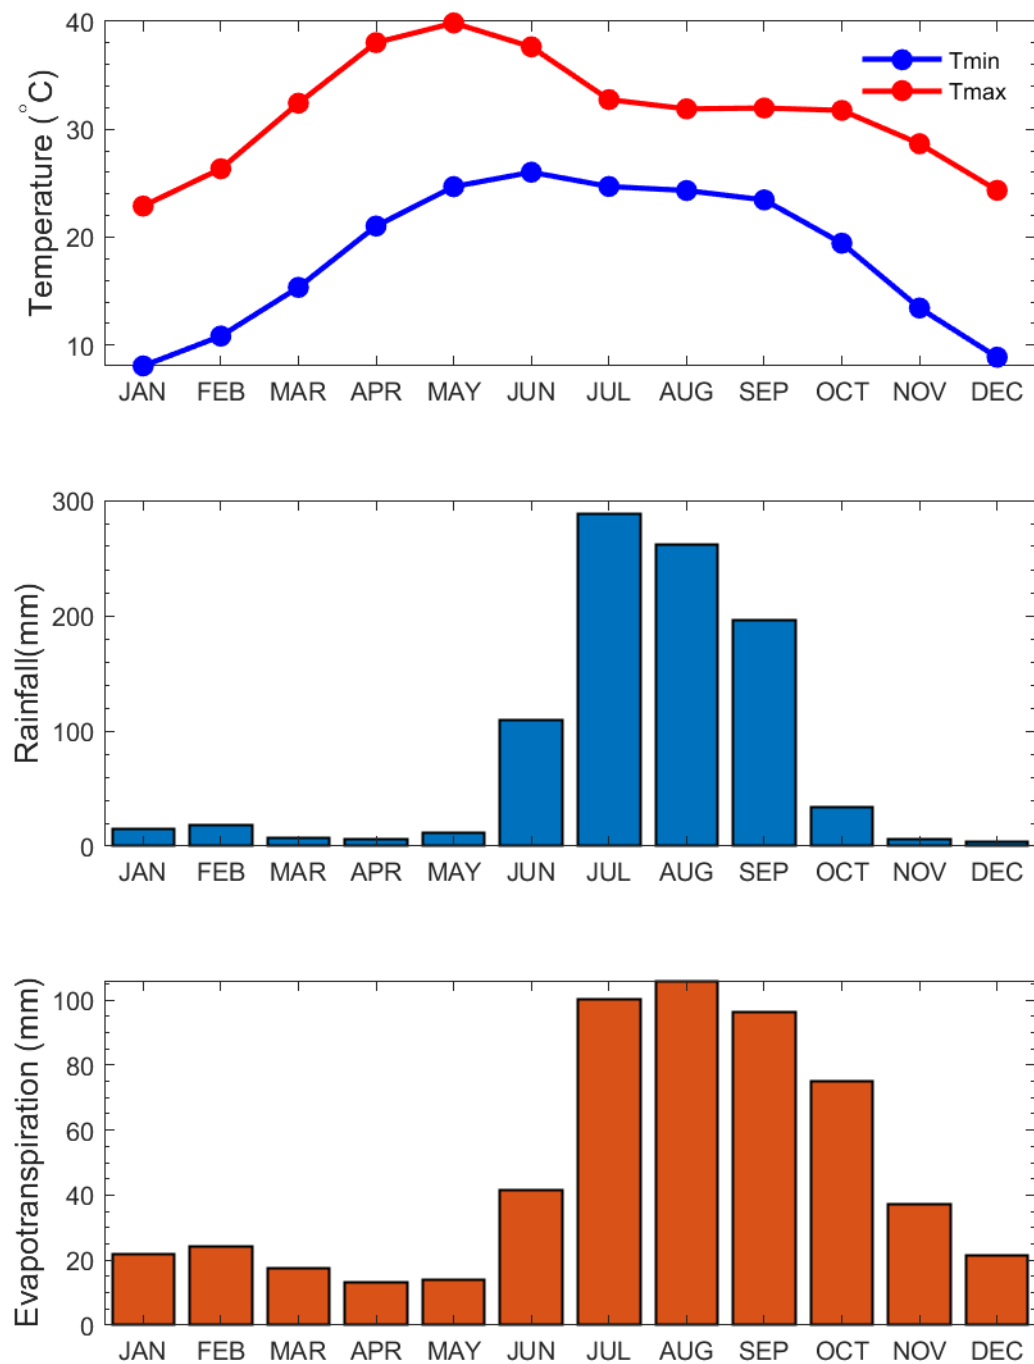 Temperature (°C)
40
30
20
10
Tmin
Tmax
JAN FEB MAR APR MAY JUN JUL AUG SEP OCT NOV DEC
Rainfall(mm)
300
200
100
0
JAN FEB MAR APR MAY JUN JUL AUG SEP OCT NOV DEC
Evapotranspiration (mm)
100
80
60
40
20
0
JAN FEB MAR APR MAY JUN JUL AUG SEP OCT NOV DEC